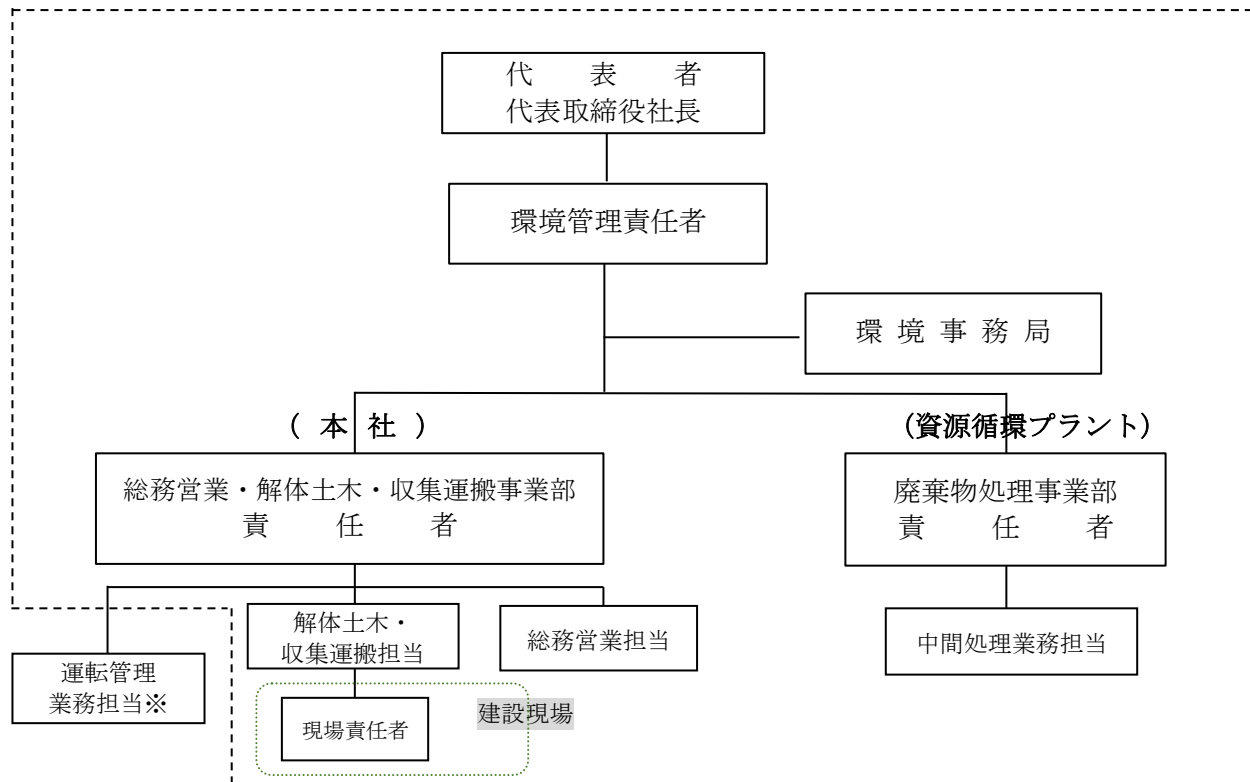 代　表　者
代表取締役社長
環境管理責任者
環 境 事 務 局
（ 本 社 ）
（資源循環プラント）
総務営業・解体土木・収集運搬事業部
責　任　者
廃棄物処理事業部
責　任　者
運転管理
業務担当※
解体土木・
収集運搬担当
総務営業担当
中間処理業務担当
現場責任者
建設現場